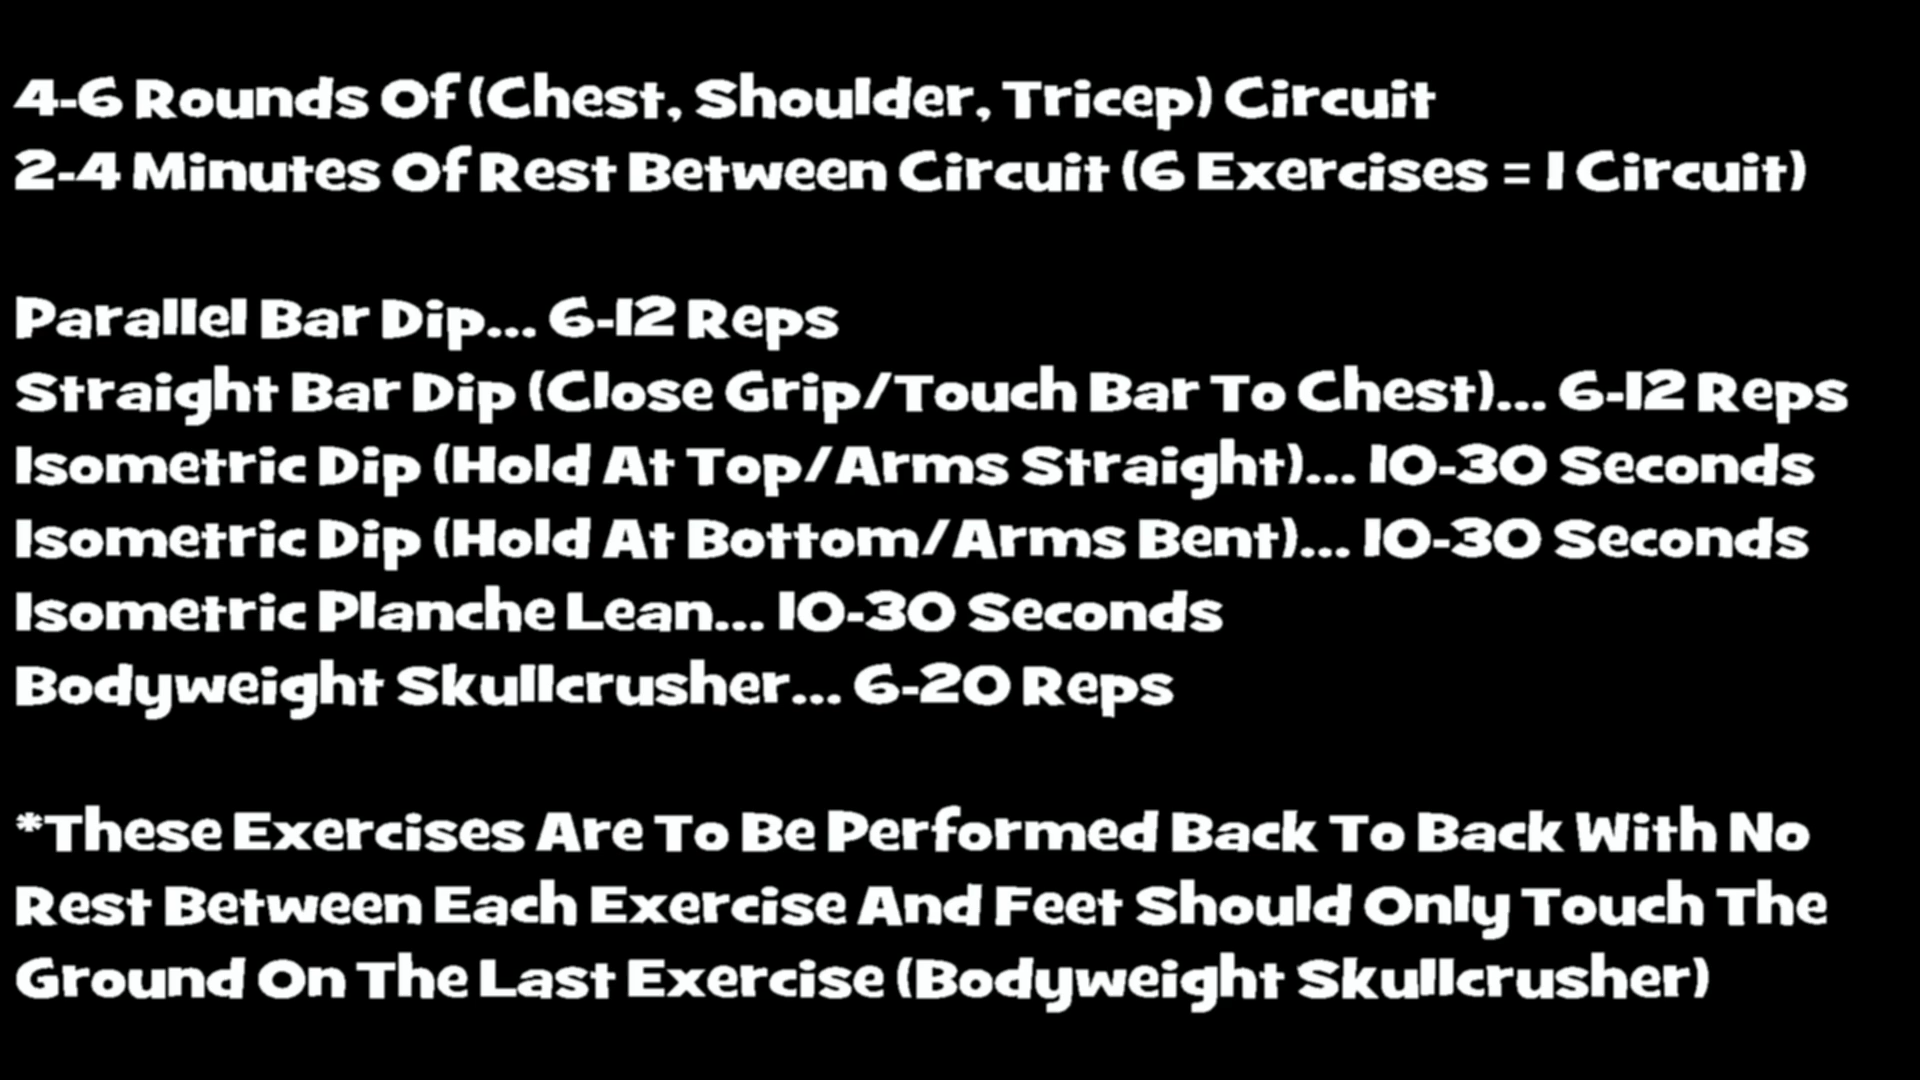 4-6 Rounds Of (Chest, Shoulder, Tricep) Circuit
2-4 Minutes Of Rest Between Circuit (6 Exercises = 1 Circuit)
Parallel Bar Dip... 6-12 Reps
Straight Bar Dip (Close Grip/Touch Bar To Chest)... 6-12 Reps
Isometric Dip (Hold At Top/Arms Straight)... 10-30 Seconds
Isometric Dip (Hold At Bottom/Arms Bent)... 10-30 Seconds
Isometric Planche Lean... 10-30 Seconds
Bodyweight Skullcrusher... 6-20 Reps
*These Exercises Are To Be Performed Back To Back With No
Rest Between Each Exercise And Feet Should Only Touch The
Ground On The Last Exercise (Bodyweight Skullcrusher)